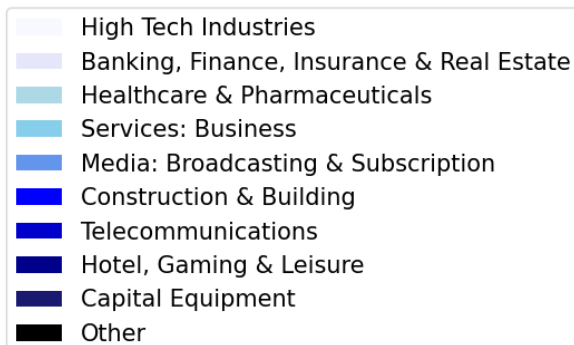 High Tech Industries
Banking, Finance, Insurance & Real Estate
Healthcare & Pharmaceuticals
Services: Business
Media: Broadcasting & Subscription
Construction & Building
Telecommunications
Hotel, Gaming & Leisure
Capital Equipment
Other